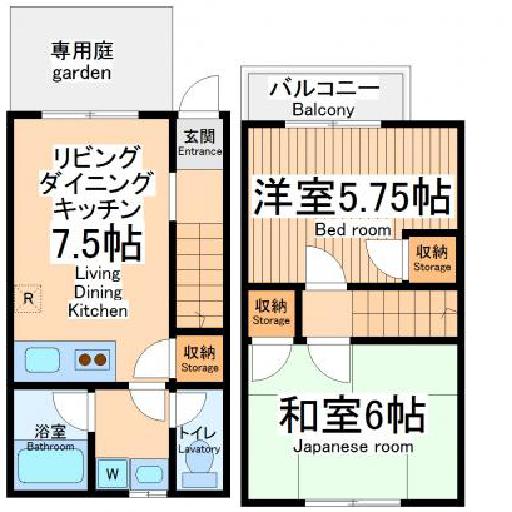 専用庭
garden
玄関
Entrance
リビング
ダイニング
キッチン
7.5帖
Living
Dining
Kitchen
R
収納
Storage
浴室
Bathroom
W
トイレ
Lavatory
バルコニー
Balcony
洋室5.75帖
Bed room
収納
Storage
収納
Storage
和室6帖
Japanese room